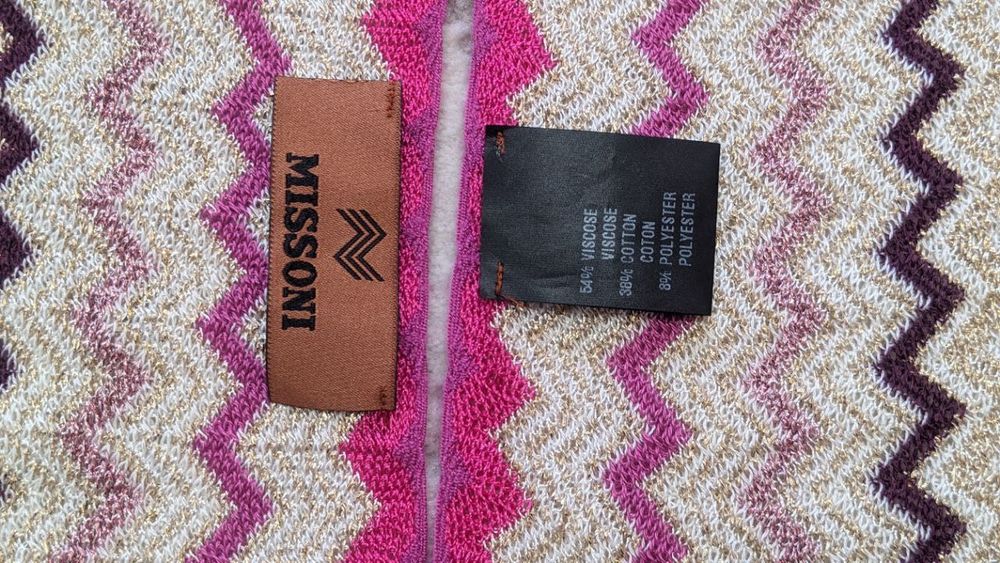 MISSONI
54% VISCOSE
VISCOSE
38% COTTON
COTON
8% POLYESTER
POLYESTER